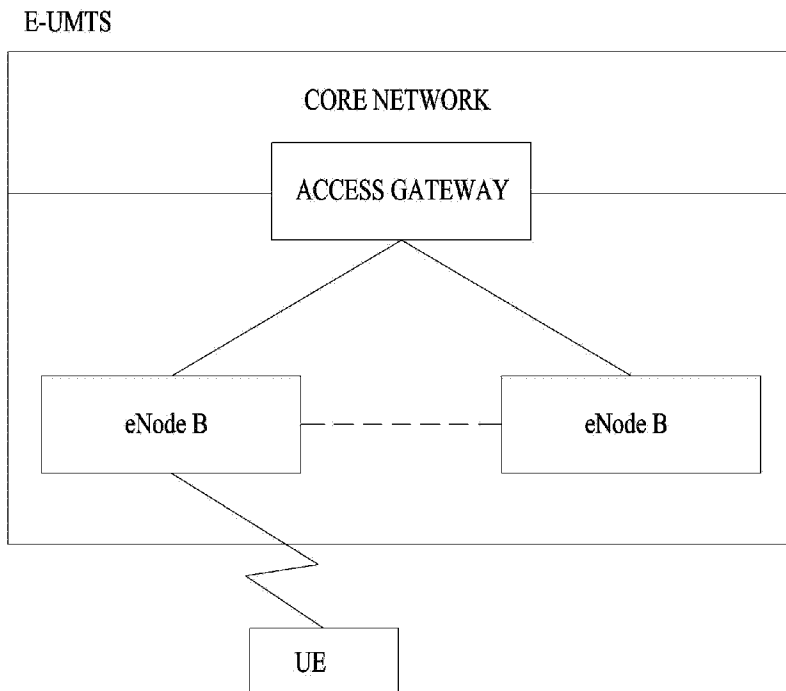 E-UMTS
CORE NETWORK
ACCESS GATEWAY
eNode B
eNode B
UE